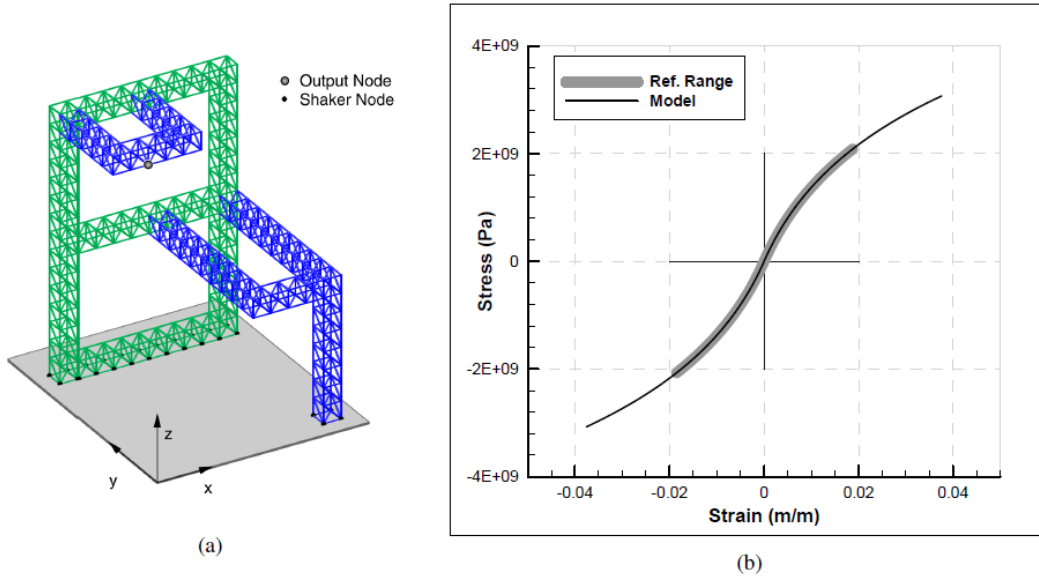 Output Node
Shaker Node
z
y
x
(a)
4E+09
2E+09
0
-2E+09
-4E+09
Stress (Pa)
Ref. Range
Model
-0.04
-0.02
0
0.02
0.04
Strain (m/m)
(b)